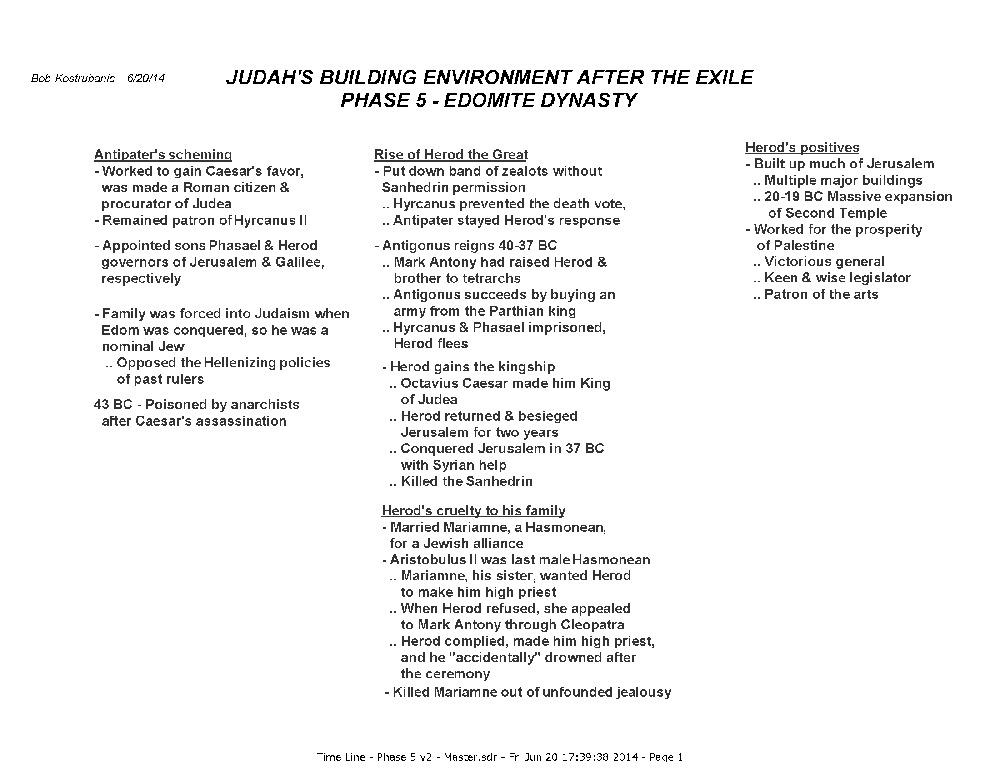 Bob Kostrubanic 6/20/14
JUDAH'S BUILDING ENVIRONMENT AFTER THE EXILE
PHASE 5 - EDOMITE DYNASTY
Antipater's scheming
- Worked to gain Caesar's favor,
was made a Roman citizen &
procurator of Judea
- Remained patron of Hyrcanus II
- Appointed sons Phasael & Herod
governors of Jerusalem & Galilee,
respectively
- Family was forced into Judaism when
Edom was conquered, so he was a
nominal Jew
.. Opposed the Hellenizing policies
of past rulers
43 BC - Poisoned by anarchists
after Caesar's assassination
Rise of Herod the Great
- Put down band of zealots without
Sanhedrin permission
.. Hyrcanus prevented the death vote,
.. Antipater stayed Herod's response
- Antigonus reigns 40-37 BC
.. Mark Antony had raised Herod &
brother to tetrarchs
.. Antigonus succeeds by buying an
army from the Parthian king
.. Hyrcanus & Phasael imprisoned,
Herod flees
- Herod gains the kingship
.. Octavius Caesar made him King
of Judea
.. Herod returned & besieged
Jerusalem for two years
.. Conquered Jerusalem in 37 BC
with Syrian help
.. Killed the Sanhedrin
Herod's cruelty to his family
- Married Mariamne, a Hasmonean,
for a Jewish alliance
- Aristobulus II was last male Hasmonean
.. Mariamne, his sister, wanted Herod
to make him high priest
.. When Herod refused, she appealed
to Mark Antony through Cleopatra
.. Herod complied, made him high priest,
and he "accidentally" drowned after
the ceremony
- Killed Mariamne out of unfounded jealousy
Herod's positives
- Built up much of Jerusalem
.. Multiple major buildings
.. 20-19 BC Massive expansion
of Second Temple
- Worked for the prosperity
of Palestine
.. Victorious general
.. Keen & wise legislator
.. Patron of the arts
Time Line - Phase 5 v2 - Master.sdr - Fri Jun 20 17:39:38 2014 - Page 1